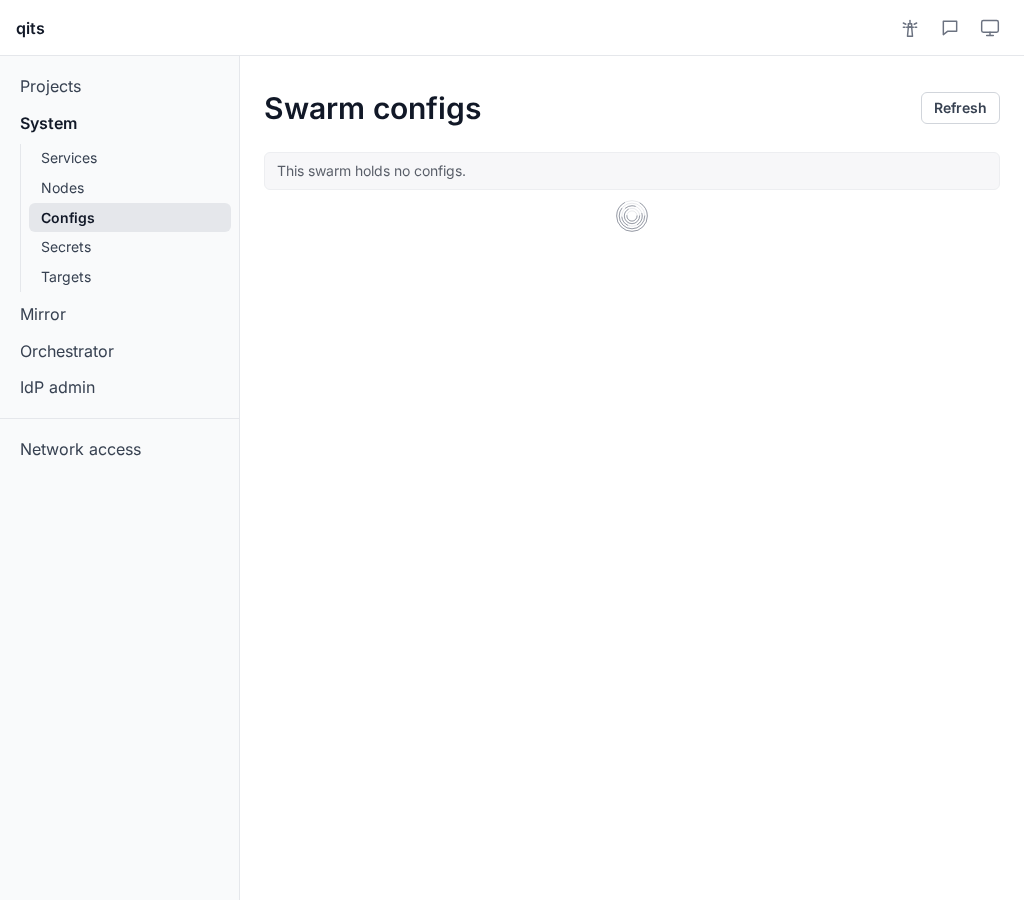 qits
Projects
System
Services
Nodes
Configs
Secrets
Targets
Mirror
Orchestrator
IdP admin
Network access
Swarm configs
Refresh
This swarm holds no configs.